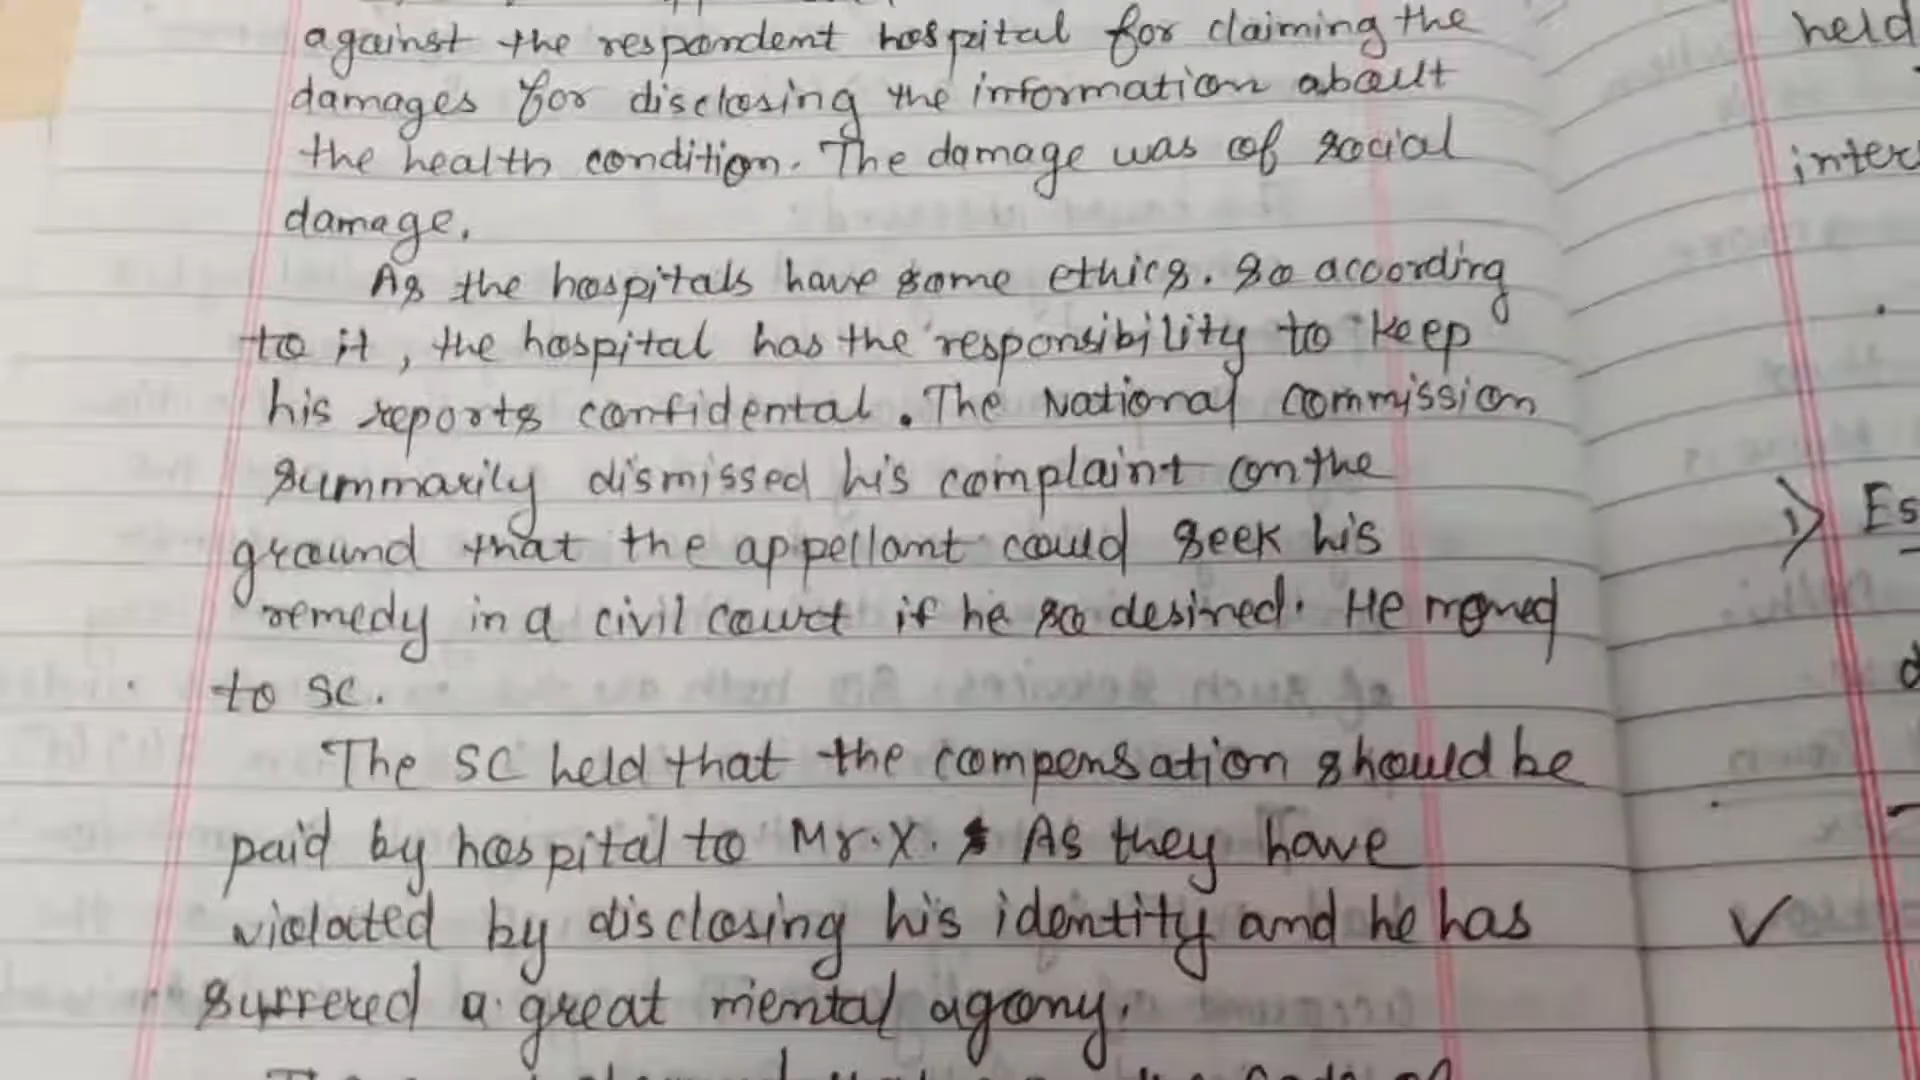 against the respondent hospital for claiming the
damages for disclosing the information about
the health condition. The damage was of social
damage.
As the hospitals have some ethics. So according
to it, the hospital has the responsibility to keep
his reports confidental. The National commission
summarily dismissed his complaint on the
ground that the appellant could seek his
remedy in a civil court if he so desired. He moved
to SC.
The SC held that the compensation should be
paid by hospital to Mr. X. As they have
violated by disclosing his identity and he has
suffered a great mental agony.
held
inter
Es